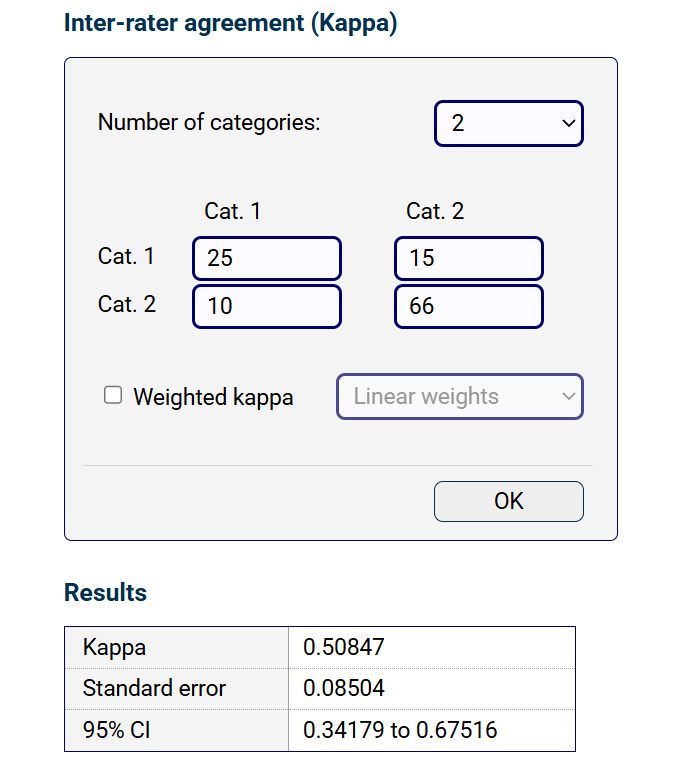 Inter-rater agreement (Kappa)
Number of categories: 2
Cat. 1 Cat. 2
Cat. 1 25 15
Cat. 2 10 66
Weighted kappa Linear weights
OK
Results
Kappa 0.50847
Standard error 0.08504
95% CI 0.34179 to 0.67516